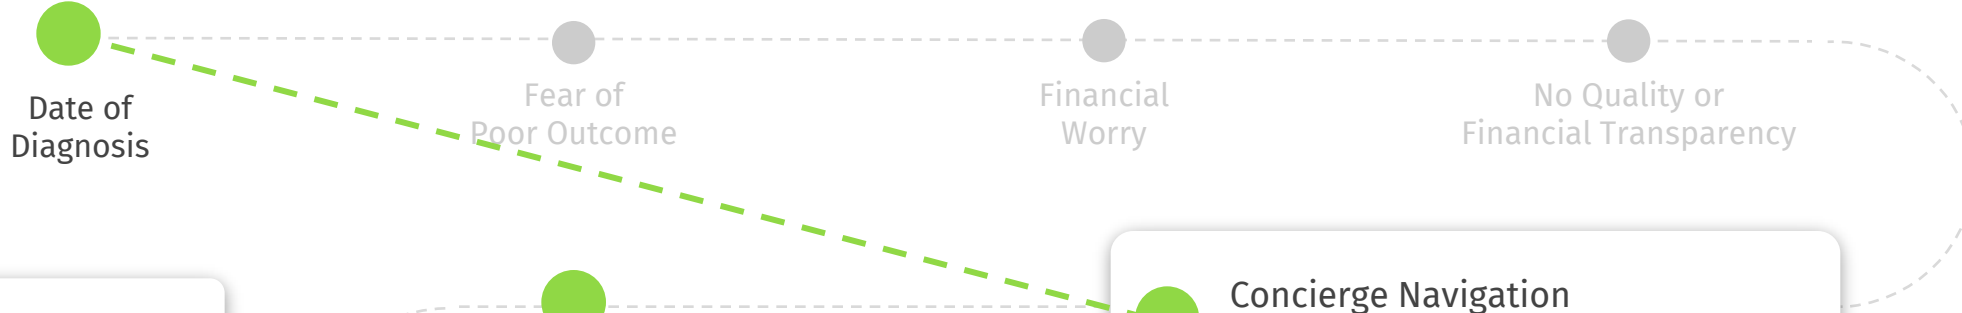 Date of
Diagnosis
Fear of
Poor Outcome
Financial
Worry
No Quality or
Financial Transparency
Concierge Navigation